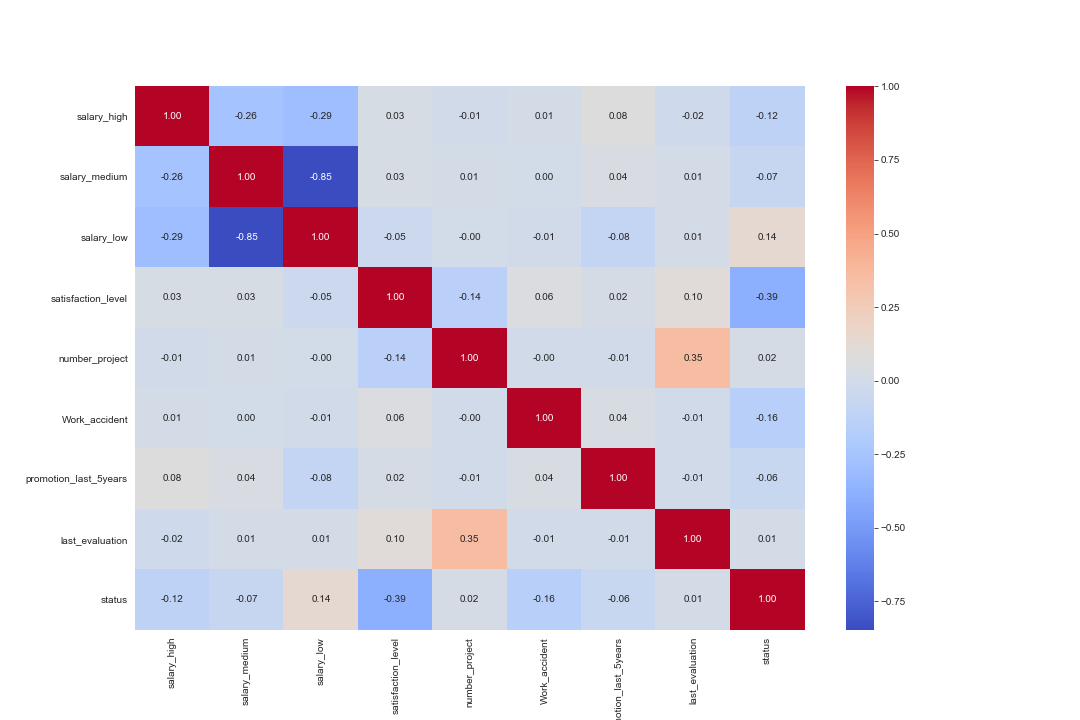 salary_high 1.00 -0.26 -0.29 0.03 -0.01 0.01 0.08 -0.02 -0.12
salary_medium -0.26 1.00 -0.85 0.03 0.01 0.00 0.04 0.01 -0.07
salary_low -0.29 -0.85 1.00 -0.05 -0.00 -0.01 -0.08 0.01 0.14
satisfaction_level 0.03 0.03 -0.05 1.00 -0.14 0.06 0.02 0.10 -0.39
number_project -0.01 0.01 -0.00 -0.14 1.00 -0.00 -0.01 0.35 0.02
Work_accident 0.01 0.00 -0.01 0.06 -0.00 1.00 0.04 -0.01 -0.16
promotion_last_5years 0.08 0.04 -0.08 0.02 -0.01 0.04 1.00 -0.01 -0.06
last_evaluation -0.02 0.01 0.01 0.10 0.35 -0.01 -0.01 1.00 0.01
status -0.12 -0.07 0.14 -0.39 0.02 -0.16 -0.06 0.01 1.00
salary_high
salary_medium
salary_low
satisfaction_level
number_project
Work_accident
otion_last_5years
last_evaluation
status
1.00
0.75
0.50
0.25
0.00
−0.25
−0.50
−0.75